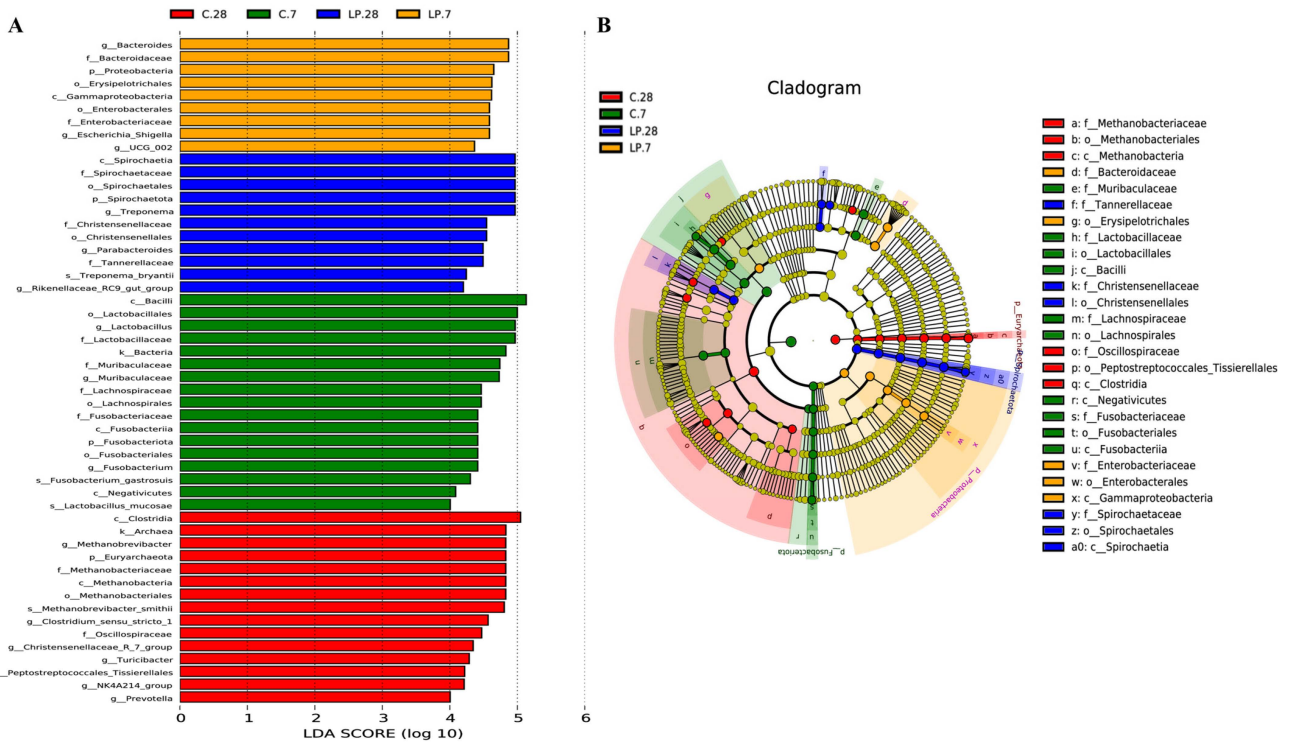 A
C.28
C.7
LP.28
LP.7
g__Bacteroides
f__Bacteroidaceae
p__Proteobacteria
o__Erysipelotrichales
c__Gammaproteobacteria
o__Enterobacterales
f__Enterobacteriaceae
g__Escherichia_Shigella
g__UCG_002
c__Spirochaetia
f__Spirochaetaceae
o__Spirochaetales
p__Spirochaetota
g__Treponema
f__Christensenellaceae
o__Christensenellales
g__Parabacteroides
f__Tannerellaceae
s__Treponema_bryantii
g__Rikenellaceae_RC9_gut_group
c__Bacilli
o__Lactobacillales
g__Lactobacillus
f__Lactobacillaceae
k__Bacteria
f__Muribaculaceae
g__Muribaculaceae
f__Lachnospiraceae
o__Lachnospirales
f__Fusobacteriaceae
c__Fusobacteriia
p__Fusobacteriota
o__Fusobacteriales
g__Fusobacterium
s__Fusobacterium_gastrosuis
c__Negativicutes
s__Lactobacillus_mucosae
c__Clostridia
k__Archaea
g__Methanobrevibacter
p__Euryarchaeota
f__Methanobacteriaceae
c__Methanobacteria
o__Methanobacteriales
s__Methanobrevibacter_smithii
g__Clostridium_sensu_stricto_1
f__Oscillospiraceae
g__Christensenellaceae_R_7_group
g__Turicibacter
__Peptostreptococcales_Tissierellales
g__NK4A214_group
g__Prevotella
0 1 2 3 4 5 6
LDA SCORE (log 10)
B
Cladogram
C.28
C.7
LP.28
LP.7
f
e
d
g
j
i
h
l
k
p__Euryarchaeota
c
b
a
p__Spirochaetota
a0
z
y
n
m
x
w
v
q
o
p__Proteobacteria
p
r
s
t
u
p__Fusobacteriota
a: f__Methanobacteriaceae
b: o__Methanobacteriales
c: c__Methanobacteria
d: f__Bacteroidaceae
e: f__Muribaculaceae
f: f__Tannerellaceae
g: o__Erysipelotrichales
h: f__Lactobacillaceae
i: o__Lactobacillales
j: c__Bacilli
k: f__Christensenellaceae
l: o__Christensenellales
m: f__Lachnospiraceae
n: o__Lachnospirales
o: f__Oscillospiraceae
p: o__Peptostreptococcales_Tissierellales
q: c__Clostridia
r: c__Negativicutes
s: f__Fusobacteriaceae
t: o__Fusobacteriales
u: c__Fusobacteriia
v: f__Enterobacteriaceae
w: o__Enterobacterales
x: c__Gammaproteobacteria
y: f__Spirochaetaceae
z: o__Spirochaetales
a0: c__Spirochaetia